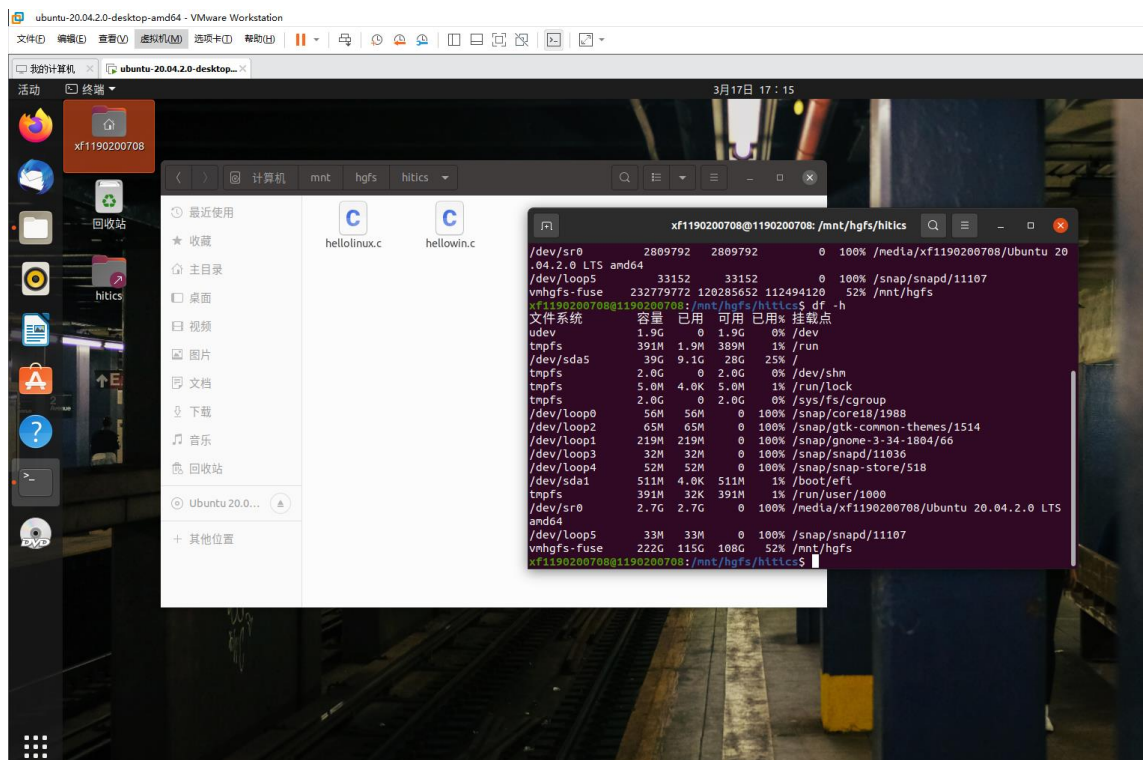 ubuntu-20.04.2.0-desktop-amd64 - VMware Workstation
文件(F) 编辑(E) 查看(V) 虚拟机(M) 选项卡(T) 帮助(H)
我的计算机 ubuntu-20.04.2.0-desktop...
活动 终端 3月17日 17：15
xf1190200708
回收站
hitics
计算机 mnt hgfs hitics
最近使用
收藏
主目录
桌面
视频
图片
文档
下载
音乐
回收站
Ubuntu 20.0...
其他位置
hellolinux.c hellowin.c
xf1190200708@1190200708: /mnt/hgfs/hitics
/dev/sr0 2809792 2809792 0 100% /media/xf1190200708/Ubuntu 20
.04.2.0 LTS amd64
/dev/loop5 33152 33152 0 100% /snap/snapd/11107
vmhgfs-fuse 232779772 120285652 112494120 52% /mnt/hgfs
xf1190200708@1190200708:/mnt/hgfs/hitics$ df -h
文件系统 容量 已用 可用 已用% 挂载点
udev 1.9G 0 1.9G 0% /dev
tmpfs 391M 1.9M 389M 1% /run
/dev/sda5 39G 9.1G 28G 25% /
tmpfs 2.0G 0 2.0G 0% /dev/shm
tmpfs 5.0M 4.0K 5.0M 1% /run/lock
tmpfs 2.0G 0 2.0G 0% /sys/fs/cgroup
/dev/loop0 56M 56M 0 100% /snap/core18/1988
/dev/loop2 65M 65M 0 100% /snap/gtk-common-themes/1514
/dev/loop1 219M 219M 0 100% /snap/gnome-3-34-1804/66
/dev/loop3 32M 32M 0 100% /snap/snapd/11036
/dev/loop4 52M 52M 0 100% /snap/snap-store/518
/dev/sda1 511M 4.0K 511M 1% /boot/efi
tmpfs 391M 32K 391M 1% /run/user/1000
/dev/sr0 2.7G 2.7G 0 100% /media/xf1190200708/Ubuntu 20.04.2.0 LTS
amd64
/dev/loop5 33M 33M 0 100% /snap/snapd/11107
vmhgfs-fuse 222G 115G 108G 52% /mnt/hgfs
xf1190200708@1190200708:/mnt/hgfs/hitics$